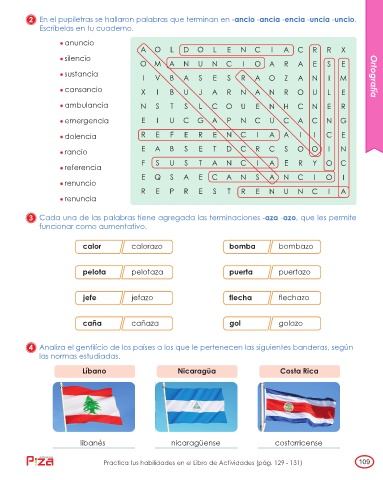 2 En el pupiletras se hallaron palabras que terminan en -ancio -ancia -encia -uncia -uncio.
Escríbelas en tu cuaderno.
• anuncio
• silencio
• sustancia
• cansancio
• ambulancia
• emergencia
• dolencia
• rancio
• referencia
• renuncio
• renuncia
A O L D O L E N C I A C R R X
O M A N U N C I O A R A E S E
I V B A S E S R A O Z A N I M
X I B U J A R N A N R O U L E
N S T S L C O U E N H C N E R
E I U C G A P N C U C A C N G
R E F E R E N C I A A I I C E
E A B S E T D C R C S O O I N
F S U S T A N C I A E R Y O C
E Q S A E C A N S A N C I O I
R E P R E S T R E N U N C I A
Ortografía
3 Cada una de las palabras tiene agregada las terminaciones -aza -azo, que les permite
funcionar como aumentativo.
calor calorazo bomba bombazo
pelota pelotaza puerta puertazo
jefe jefazo flecha flechazo
caña cañaza gol golazo
4 Analiza el gentilicio de los países a los que le pertenecen las siguientes banderas, según
las normas estudiadas.
Líbano Nicaragüa Costa Rica
libanés nicaragüense costarricense
Pza Practica tus habilidades en el Libro de Actividades (pág. 129 - 131) 109